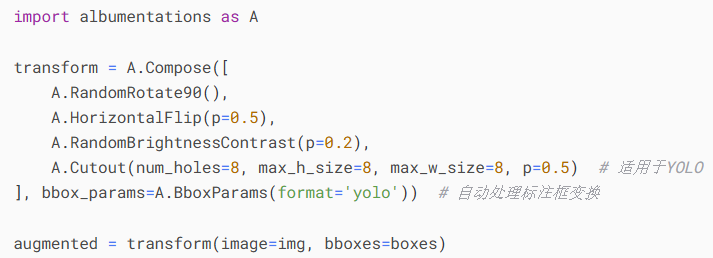 import albumentations as A
transform = A.Compose([
    A.RandomRotate90(),
    A.HorizontalFlip(p=0.5),
    A.RandomBrightnessContrast(p=0.2),
    A.Cutout(num_holes=8, max_h_size=8, max_w_size=8, p=0.5)  # 适用于YOLO
], bbox_params=A.BboxParams(format='yolo'))  # 自动处理标注框变换
augmented = transform(image=img, bboxes=boxes)